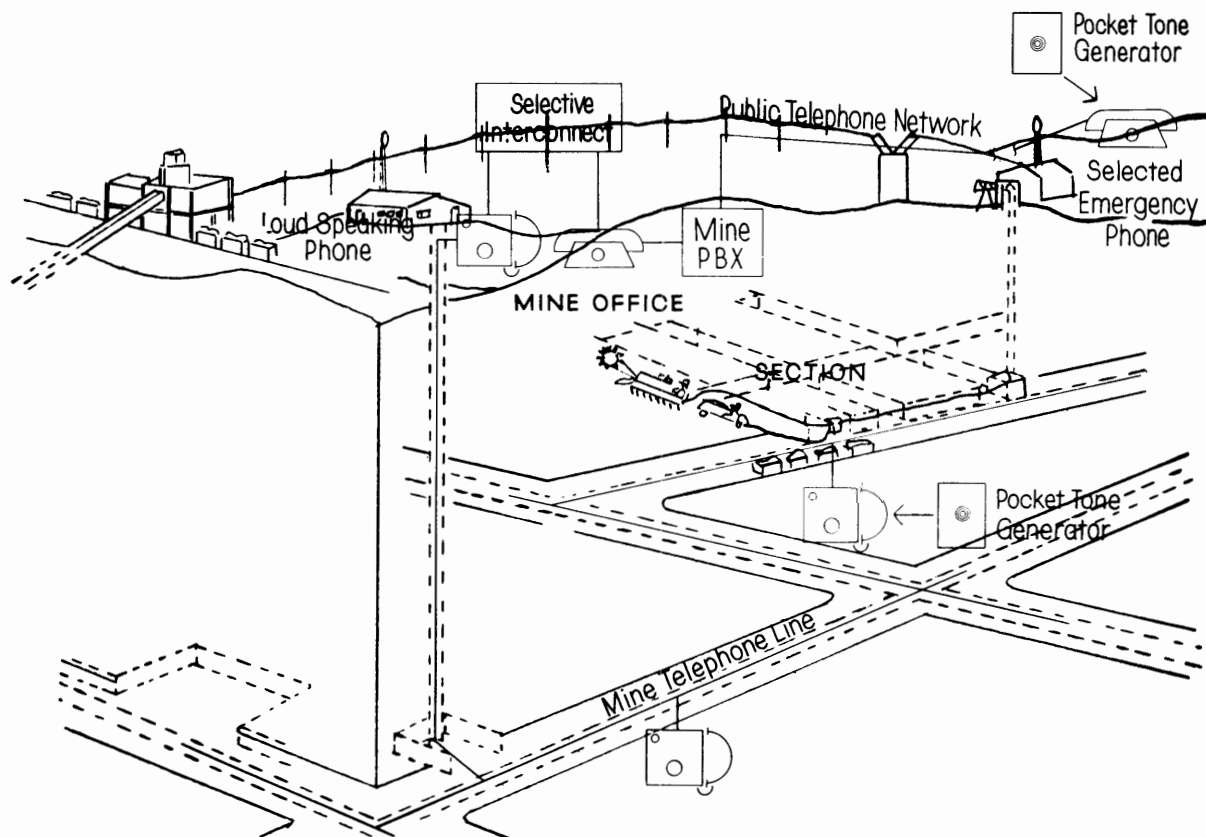 Pocket Tone
Generator
Selective
Interconnect
Public Telephone Network
Selected
Emergency
Phone
Loud Speaking
Phone
Mine
PBX
MINE OFFICE
SECTION
Pocket Tone
Generator
Mine Telephone Line